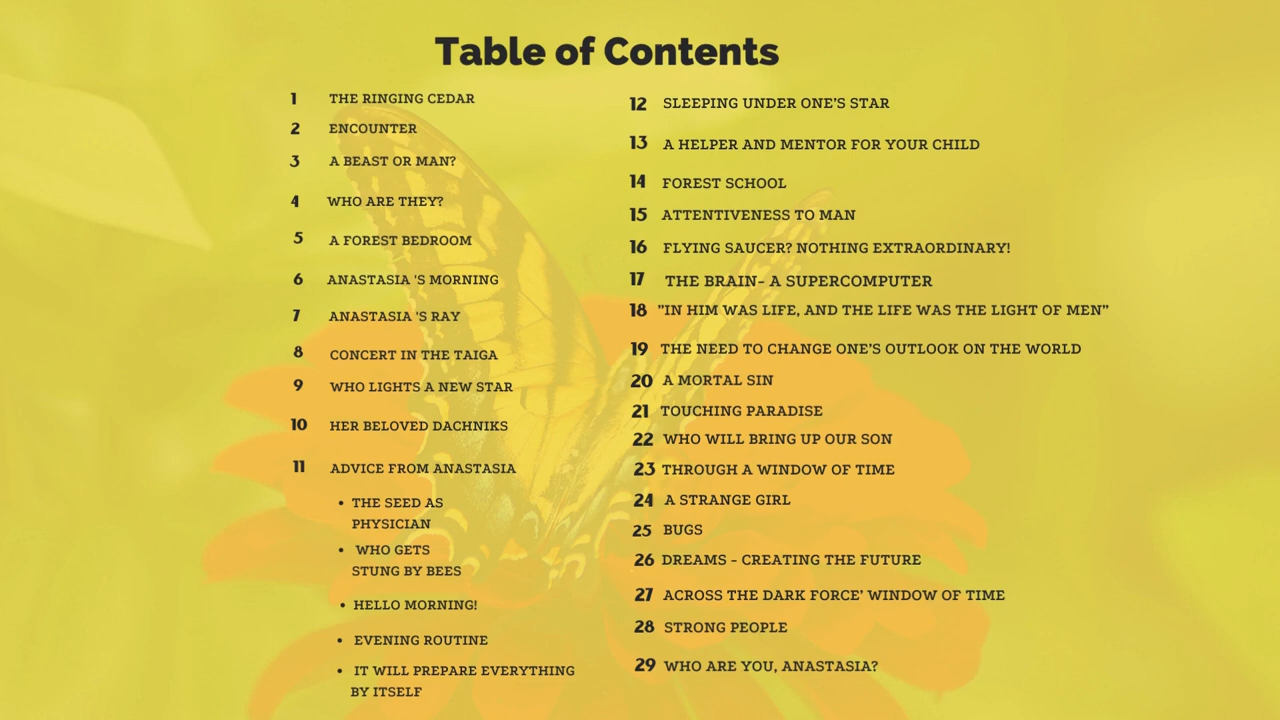 Table of Contents
1 THE RINGING CEDAR
2 ENCOUNTER
3 A BEAST OR MAN?
4 WHO ARE THEY?
5 A FOREST BEDROOM
6 ANASTASIA 'S MORNING
7 ANASTASIA 'S RAY
8 CONCERT IN THE TAIGA
9 WHO LIGHTS A NEW STAR
10 HER BELOVED DACHNIKS
11 ADVICE FROM ANASTASIA
• THE SEED AS
PHYSICIAN
• WHO GETS
STUNG BY BEES
• HELLO MORNING!
• EVENING ROUTINE
• IT WILL PREPARE EVERYTHING
BY ITSELF
12 SLEEPING UNDER ONE'S STAR
13 A HELPER AND MENTOR FOR YOUR CHILD
14 FOREST SCHOOL
15 ATTENTIVENESS TO MAN
16 FLYING SAUCER? NOTHING EXTRAORDINARY!
17 THE BRAIN- A SUPERCOMPUTER
18 "IN HIM WAS LIFE, AND THE LIFE WAS THE LIGHT OF MEN"
19 THE NEED TO CHANGE ONE'S OUTLOOK ON THE WORLD
20 A MORTAL SIN
21 TOUCHING PARADISE
22 WHO WILL BRING UP OUR SON
23 THROUGH A WINDOW OF TIME
24 A STRANGE GIRL
25 BUGS
26 DREAMS - CREATING THE FUTURE
27 ACROSS THE DARK FORCE' WINDOW OF TIME
28 STRONG PEOPLE
29 WHO ARE YOU, ANASTASIA?